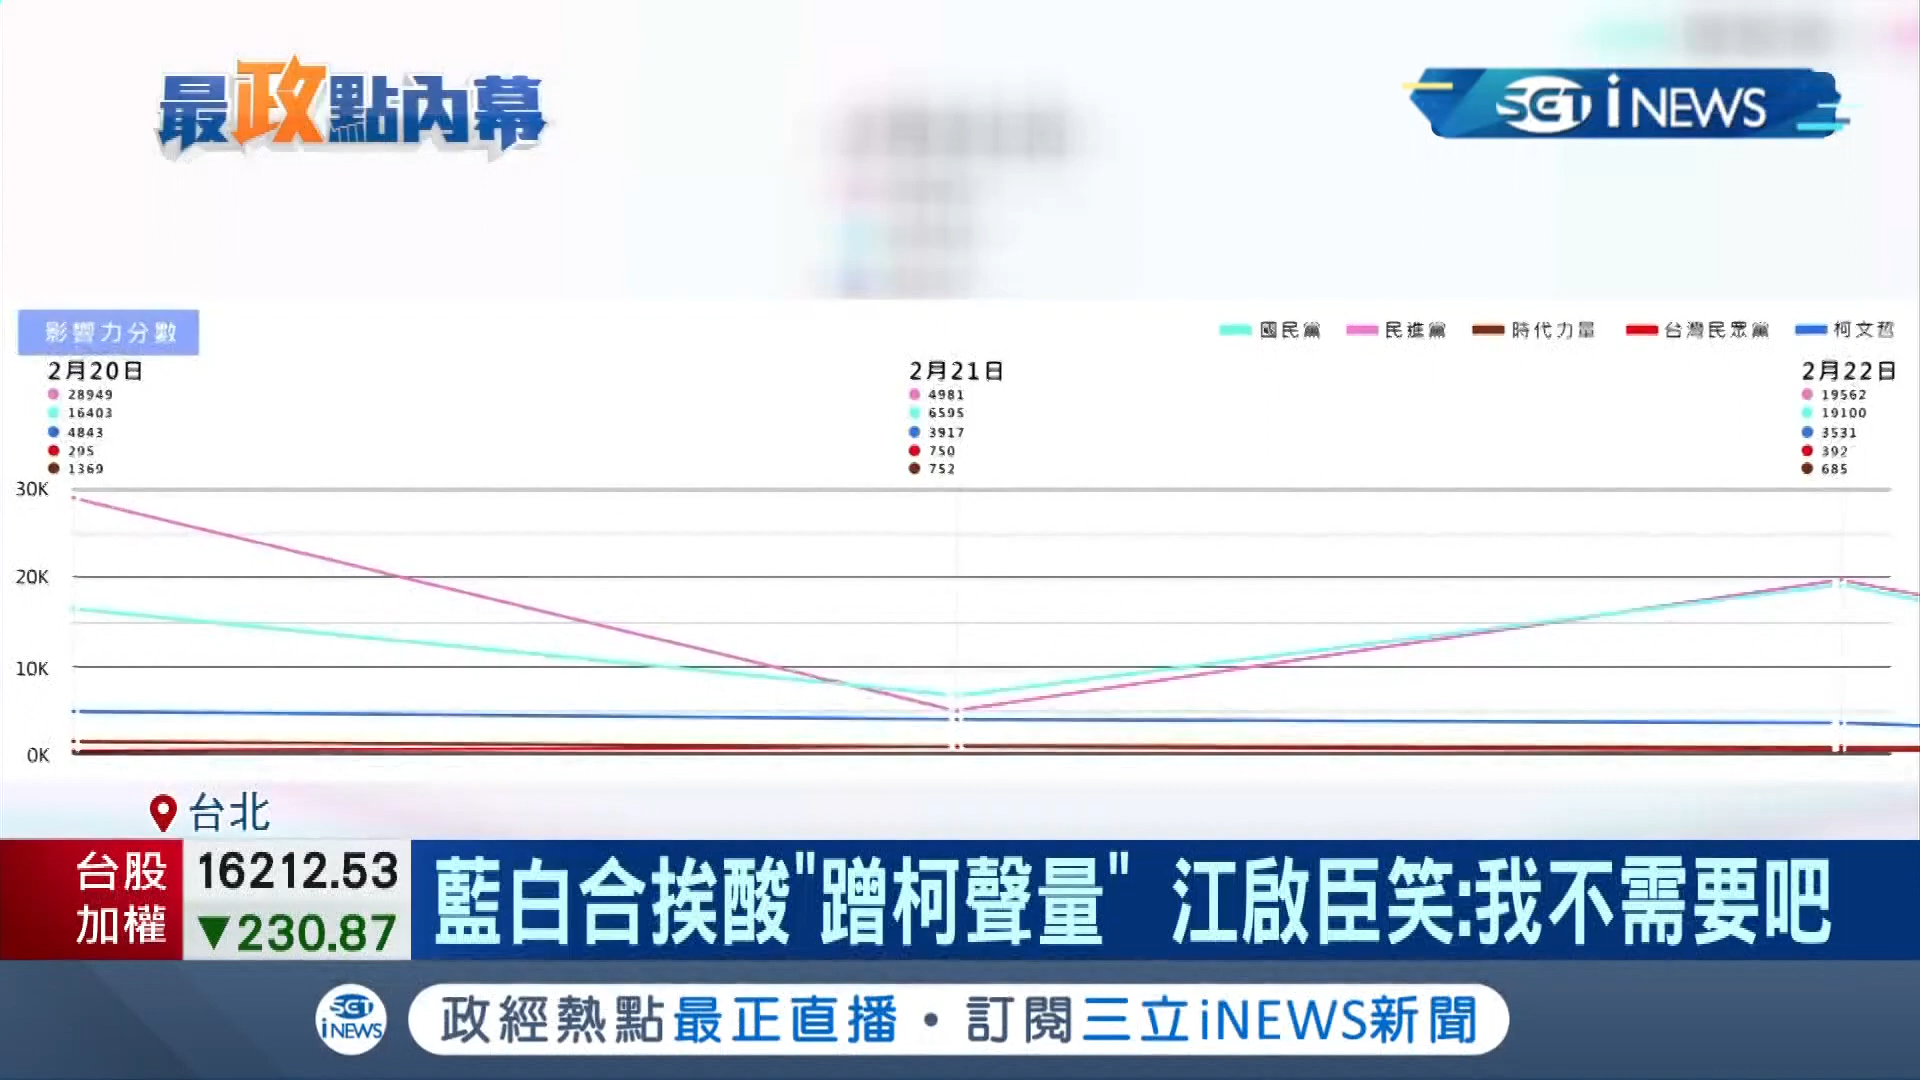 最政點內幕
SET iNEWS
影響力分數
國民黨 民進黨 時代力量 台灣民眾黨 柯文哲
2月20日
28949
16403
4843
295
1369
2月21日
4981
6595
3917
750
752
2月22日
19562
19100
3531
392
685
30K
20K
10K
0K
台北
台股
加權
16212.53
▼230.87
藍白合挨酸"蹭柯聲量" 江啟臣笑:我不需要吧
SET iNEWS
政經熱點最正直播・訂閱三立iNEWS新聞